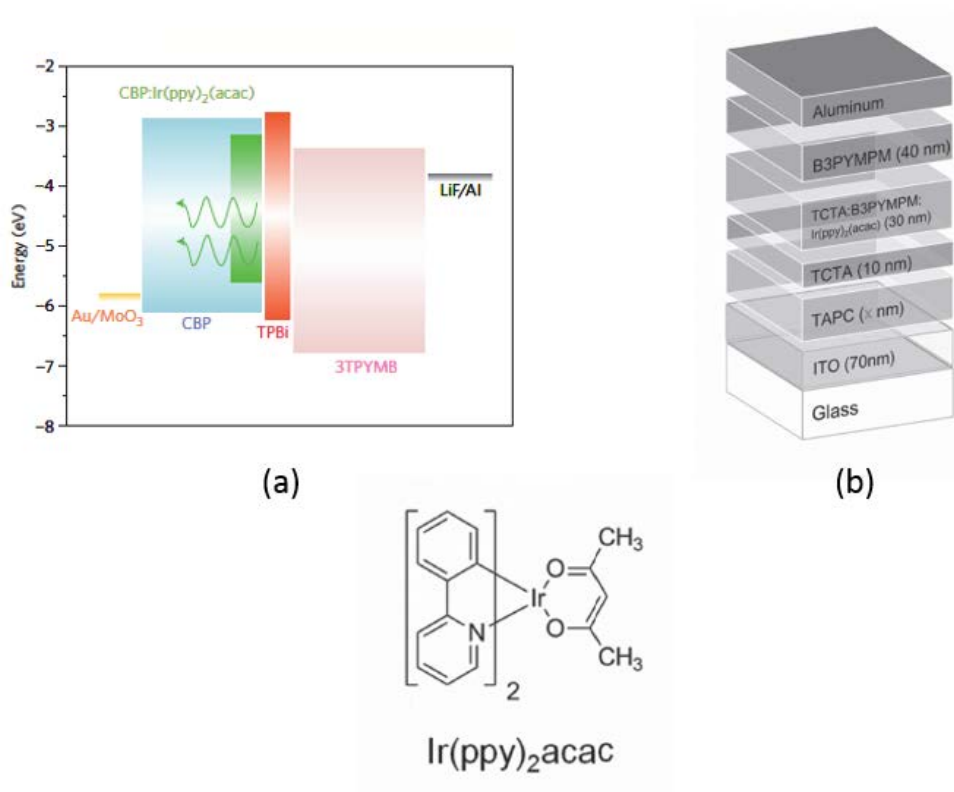 −2
−3
−4
−5
−6
−7
−8
Energy (eV)
CBP:Ir(ppy)₂(acac)
LiF/Al
Au/MoO₃
CBP
TPBi
3TPYMB
(a)
Aluminum
B3PYMPM (40 nm)
TCTA:B3PYMPM:
Ir(ppy)₂(acac) (30 nm)
TCTA (10 nm)
TAPC (x nm)
ITO (70nm)
Glass
(b)
CH₃
O
Ir
N
O
CH₃
2
Ir(ppy)₂acac